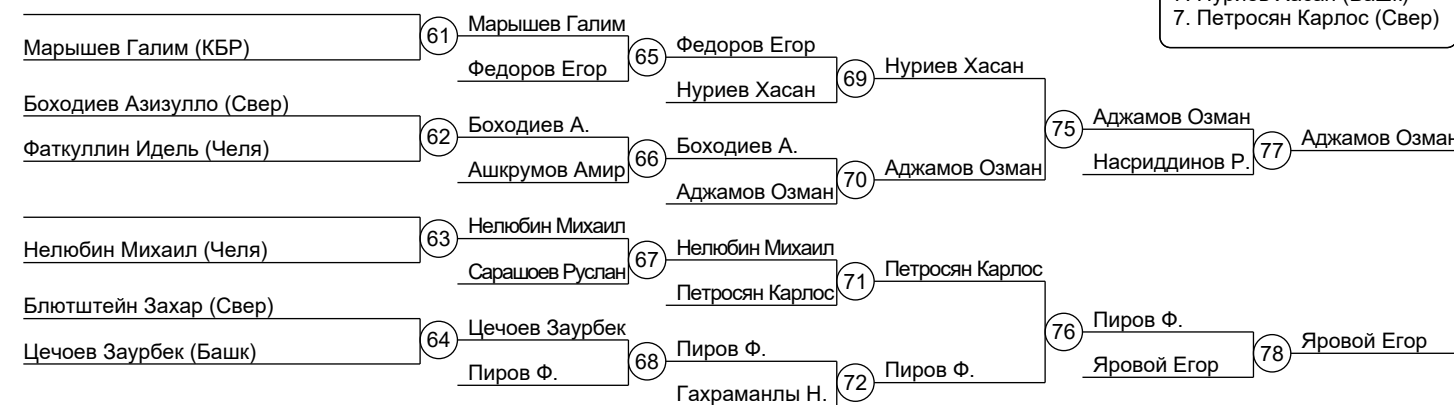 7. Петросян Карлос (Свер)
Марышев Галим (КБР)
61
Марышев Галим
Федоров Егор
65
Федоров Егор
Нуриев Хасан
69
Нуриев Хасан
Боходиев Азизулло (Свер)
Фаткуллин Идель (Челя)
62
Боходиев А.
Ашкрумов Амир
66
Боходиев А.
Аджамов Озман
70
Аджамов Озман
75
Аджамов Озман
Насриддинов Р.
77
Аджамов Озман
Нелюбин Михаил (Челя)
63
Нелюбин Михаил
Сарашоев Руслан
67
Нелюбин Михаил
Петросян Карлос
71
Петросян Карлос
Блютштейн Захар (Свер)
Цечоев Заурбек (Башк)
64
Цечоев Заурбек
Пиров Ф.
68
Пиров Ф.
Гахраманлы Н.
72
Пиров Ф.
76
Пиров Ф.
Яровой Егор
78
Яровой Егор